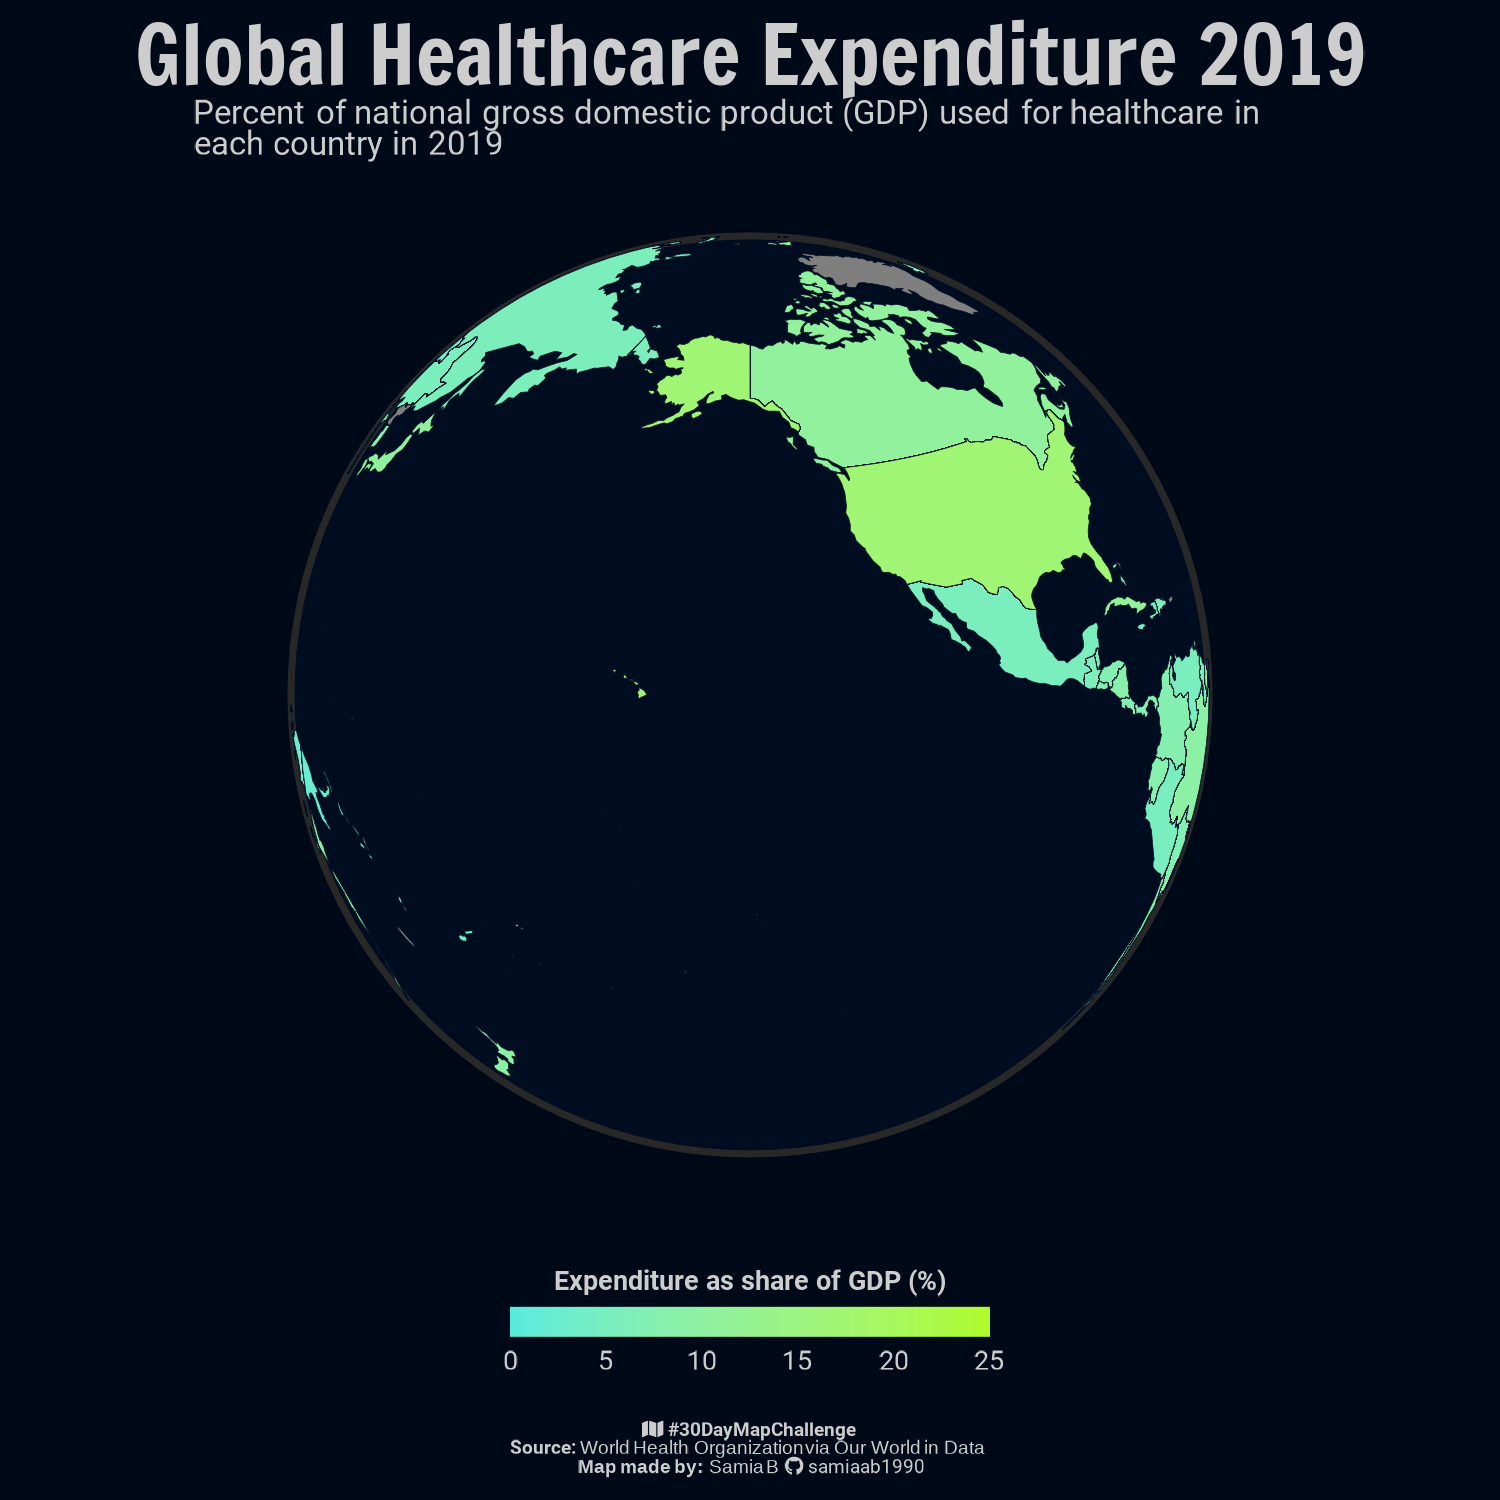 Global Healthcare Expenditure 2019
Percent of national gross domestic product (GDP) used for healthcare in
each country in 2019
Expenditure as share of GDP (%)
0 5 10 15 20 25
#30DayMapChallenge
Source: World Health Organization via Our World in Data
Map made by: Samia B samiaab1990